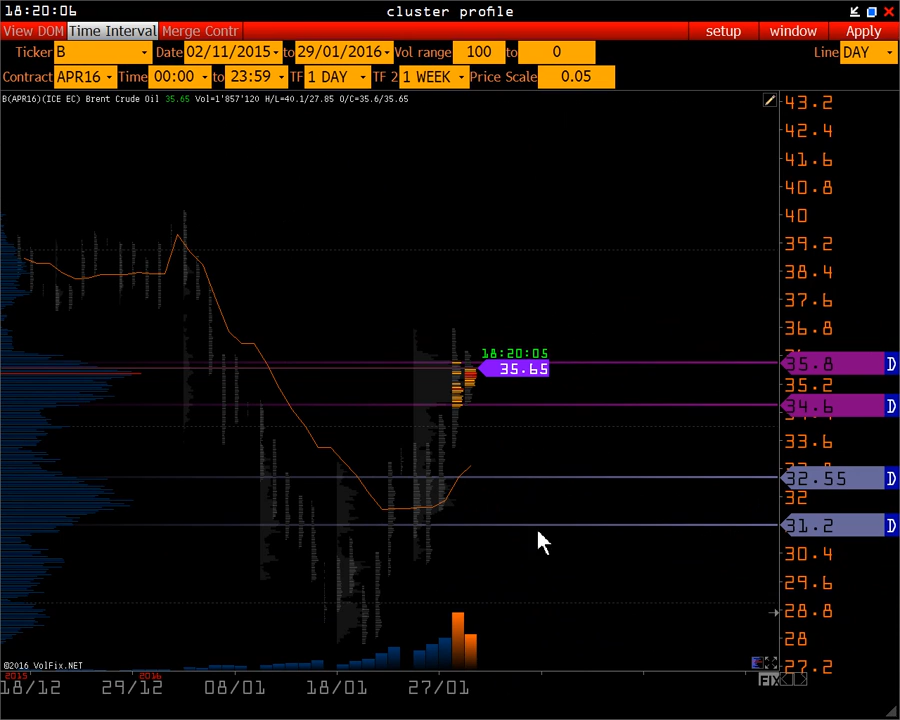 18:20:06 cluster profile
View DOM Time Interval Merge Contr setup window Apply
Ticker B Date 02/11/2015 to 29/01/2016 Vol range 100 to 0 Line DAY
Contract APR16 Time 00:00 to 23:59 TF 1 DAY TF 2 1 WEEK Price Scale 0.05
B(APR16)(ICE EC) Brent Crude Oil 35.65 Vol=1'857'120 H/L=40.1/27.85 O/C=35.6/35.65
43.2
42.4
41.6
40.8
40
39.2
38.4
37.6
36.8
18:20:05
35.8 D
35.65
35.2
34.6 D
33.6
32.55 D
32
31.2 D
30.4
29.6
28.8
28
©2016 VolFix.NET
27.2
2015 2016
18/12 29/12 08/01 18/01 27/01
FIX